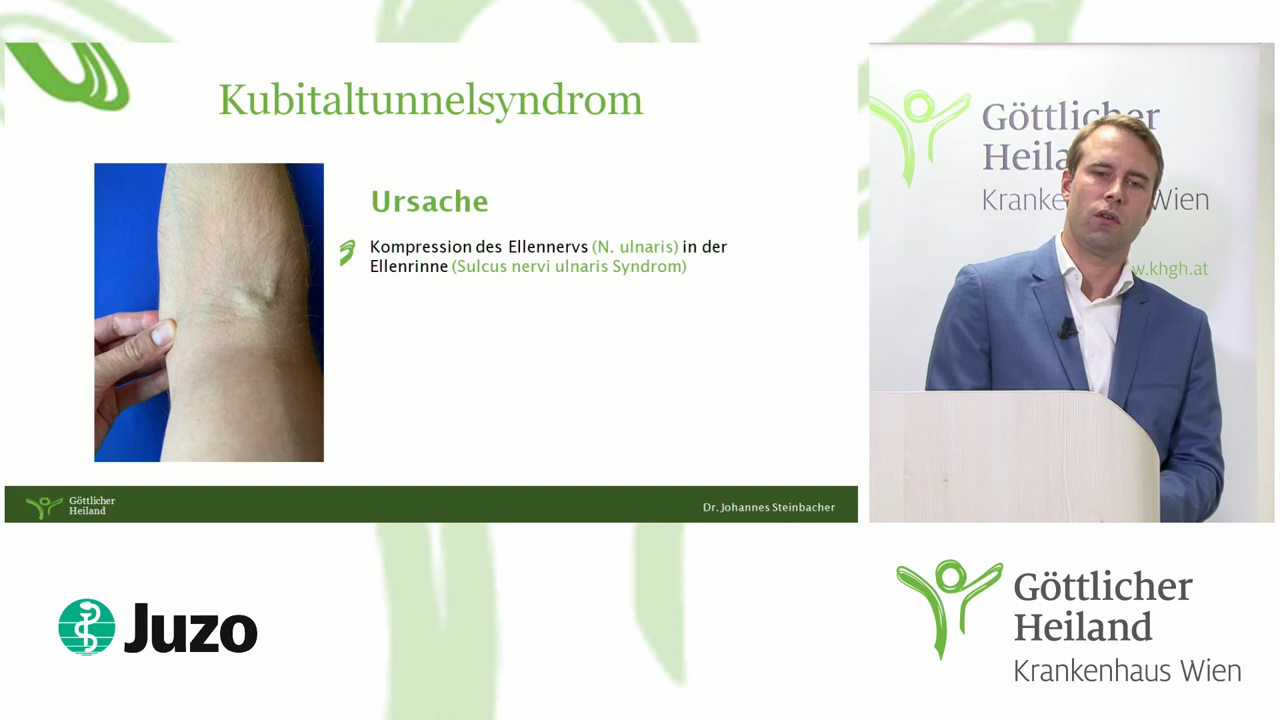 Kubitaltunnelsyndrom
Ursache
Kompression des Ellennervs (N. ulnaris) in der
Ellenrinne (Sulcus nervi ulnaris Syndrom)
Göttlicher
Heiland
Dr. Johannes Steinbacher
Göttlicher
Heila
Kranke Wien
w.khgh.at
Juzo
Göttlicher
Heiland
Krankenhaus Wien